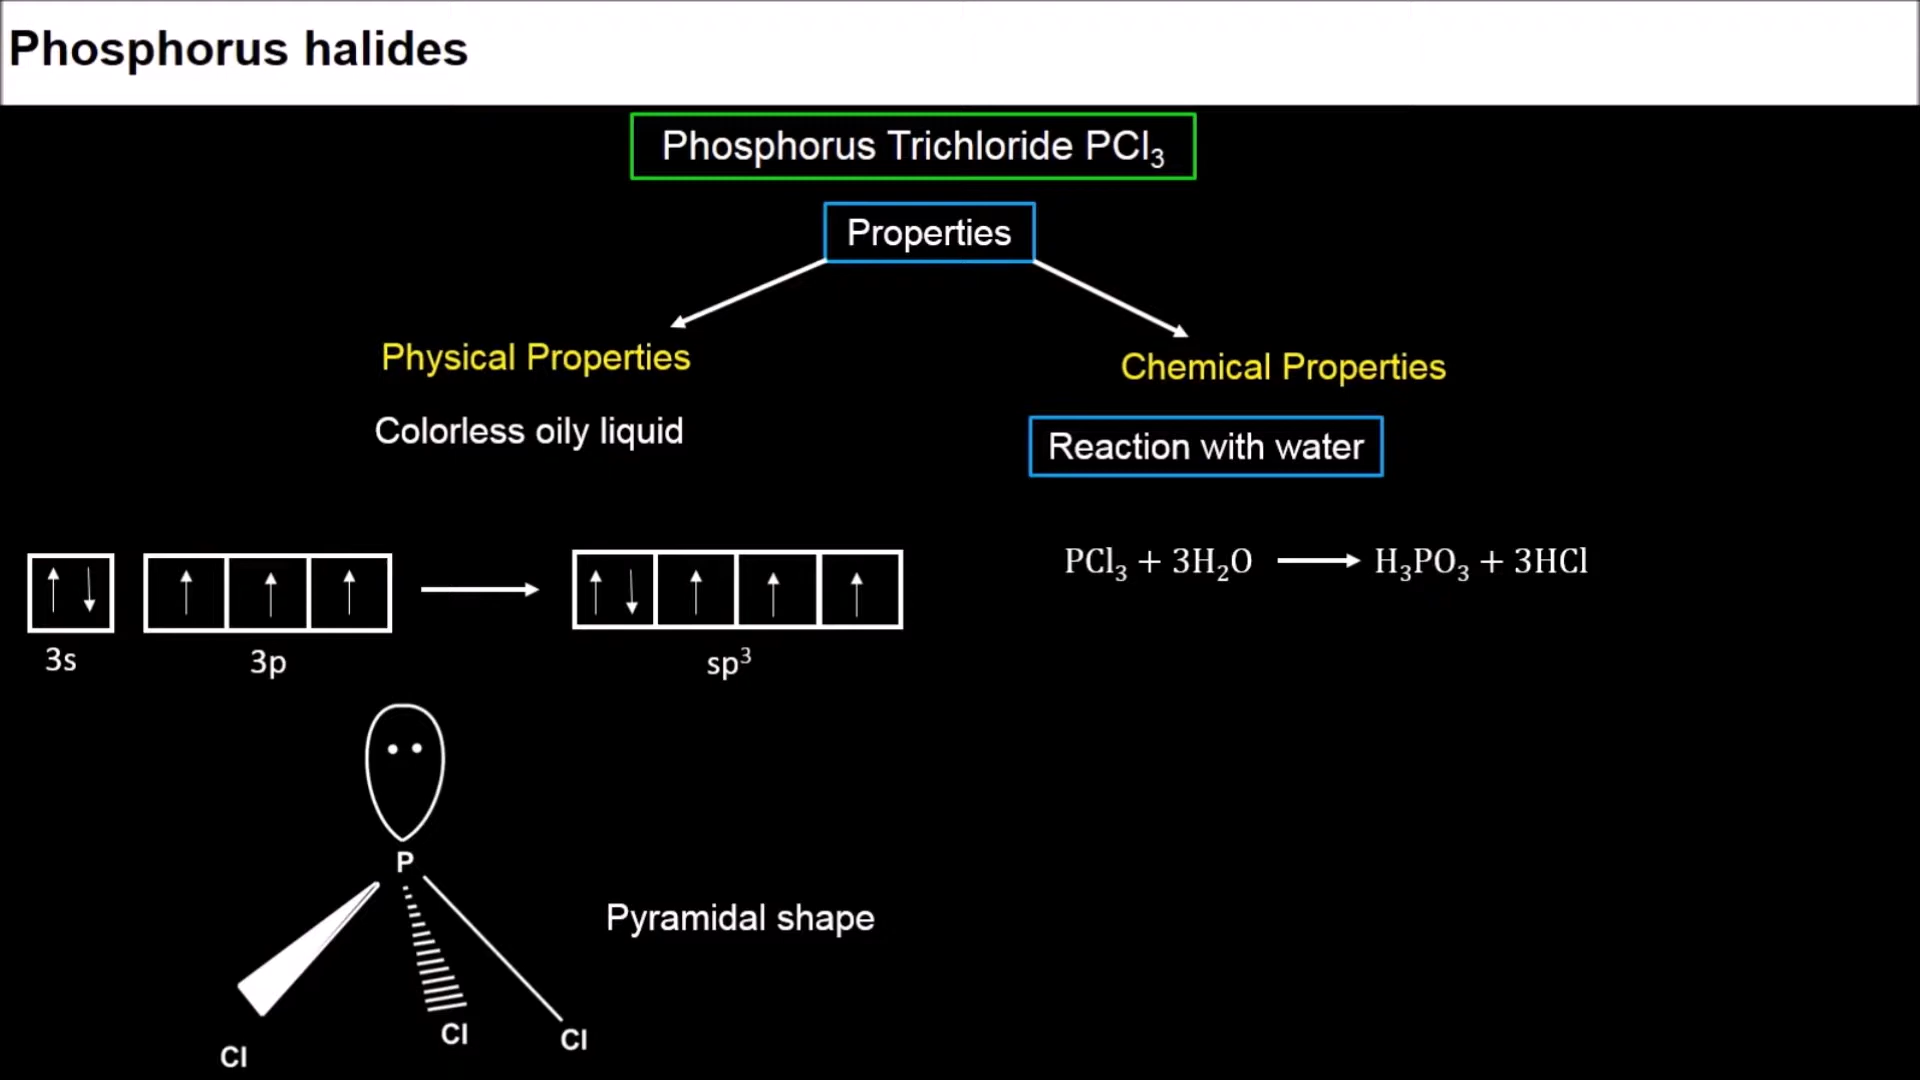 Phosphorus halides
Phosphorus Trichloride PCl₃
Properties
Physical Properties
Colorless oily liquid
3s
3p
sp³
P
Cl
Cl
Cl
Pyramidal shape
Chemical Properties
Reaction with water
PCl₃ + 3H₂O ⟶ H₃PO₃ + 3HCl